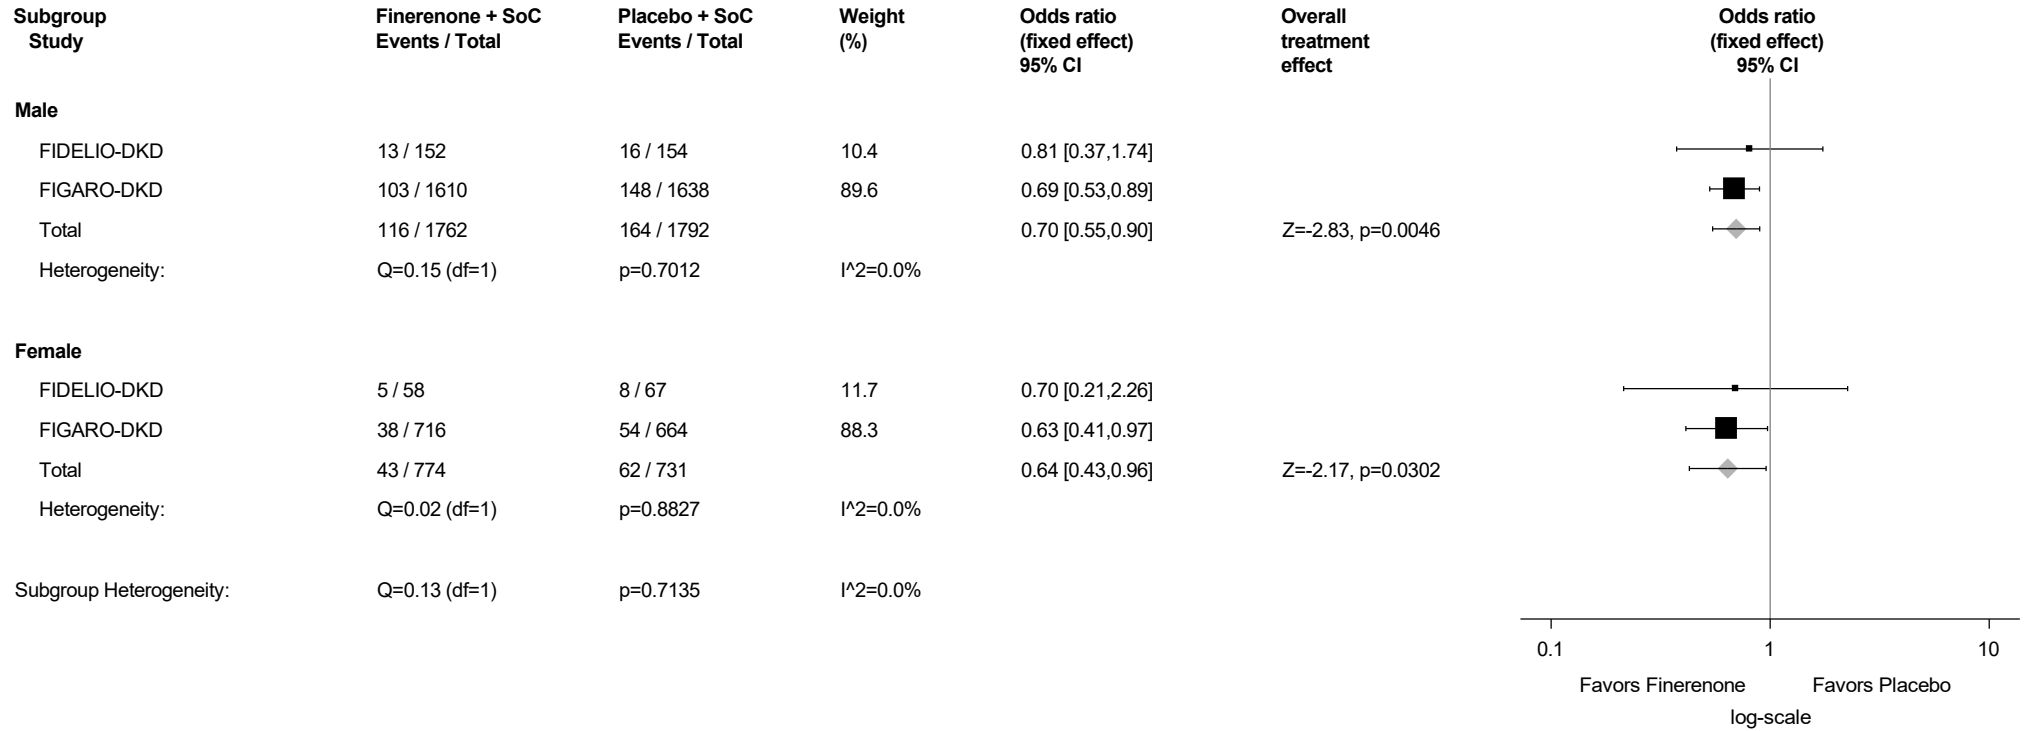 Subgroup Finerenone + SoC Placebo + SoC Weight Odds ratio Overall Odds ratio
Study Events / Total Events / Total (%) (fixed effect) treatment (fixed effect)
95% CI effect 95% CI
Male
FIDELIO-DKD 13 / 152 16 / 154 10.4 0.81 [0.37,1.74]
FIGARO-DKD 103 / 1610 148 / 1638 89.6 0.69 [0.53,0.89]
Total 116 / 1762 164 / 1792 0.70 [0.55,0.90] Z=-2.83, p=0.0046
Heterogeneity: Q=0.15 (df=1) p=0.7012 I^2=0.0%
Female
FIDELIO-DKD 5 / 58 8 / 67 11.7 0.70 [0.21,2.26]
FIGARO-DKD 38 / 716 54 / 664 88.3 0.63 [0.41,0.97]
Total 43 / 774 62 / 731 0.64 [0.43,0.96] Z=-2.17, p=0.0302
Heterogeneity: Q=0.02 (df=1) p=0.8827 I^2=0.0%
Subgroup Heterogeneity: Q=0.13 (df=1) p=0.7135 I^2=0.0%
0.1 1 10
Favors Finerenone Favors Placebo
log-scale